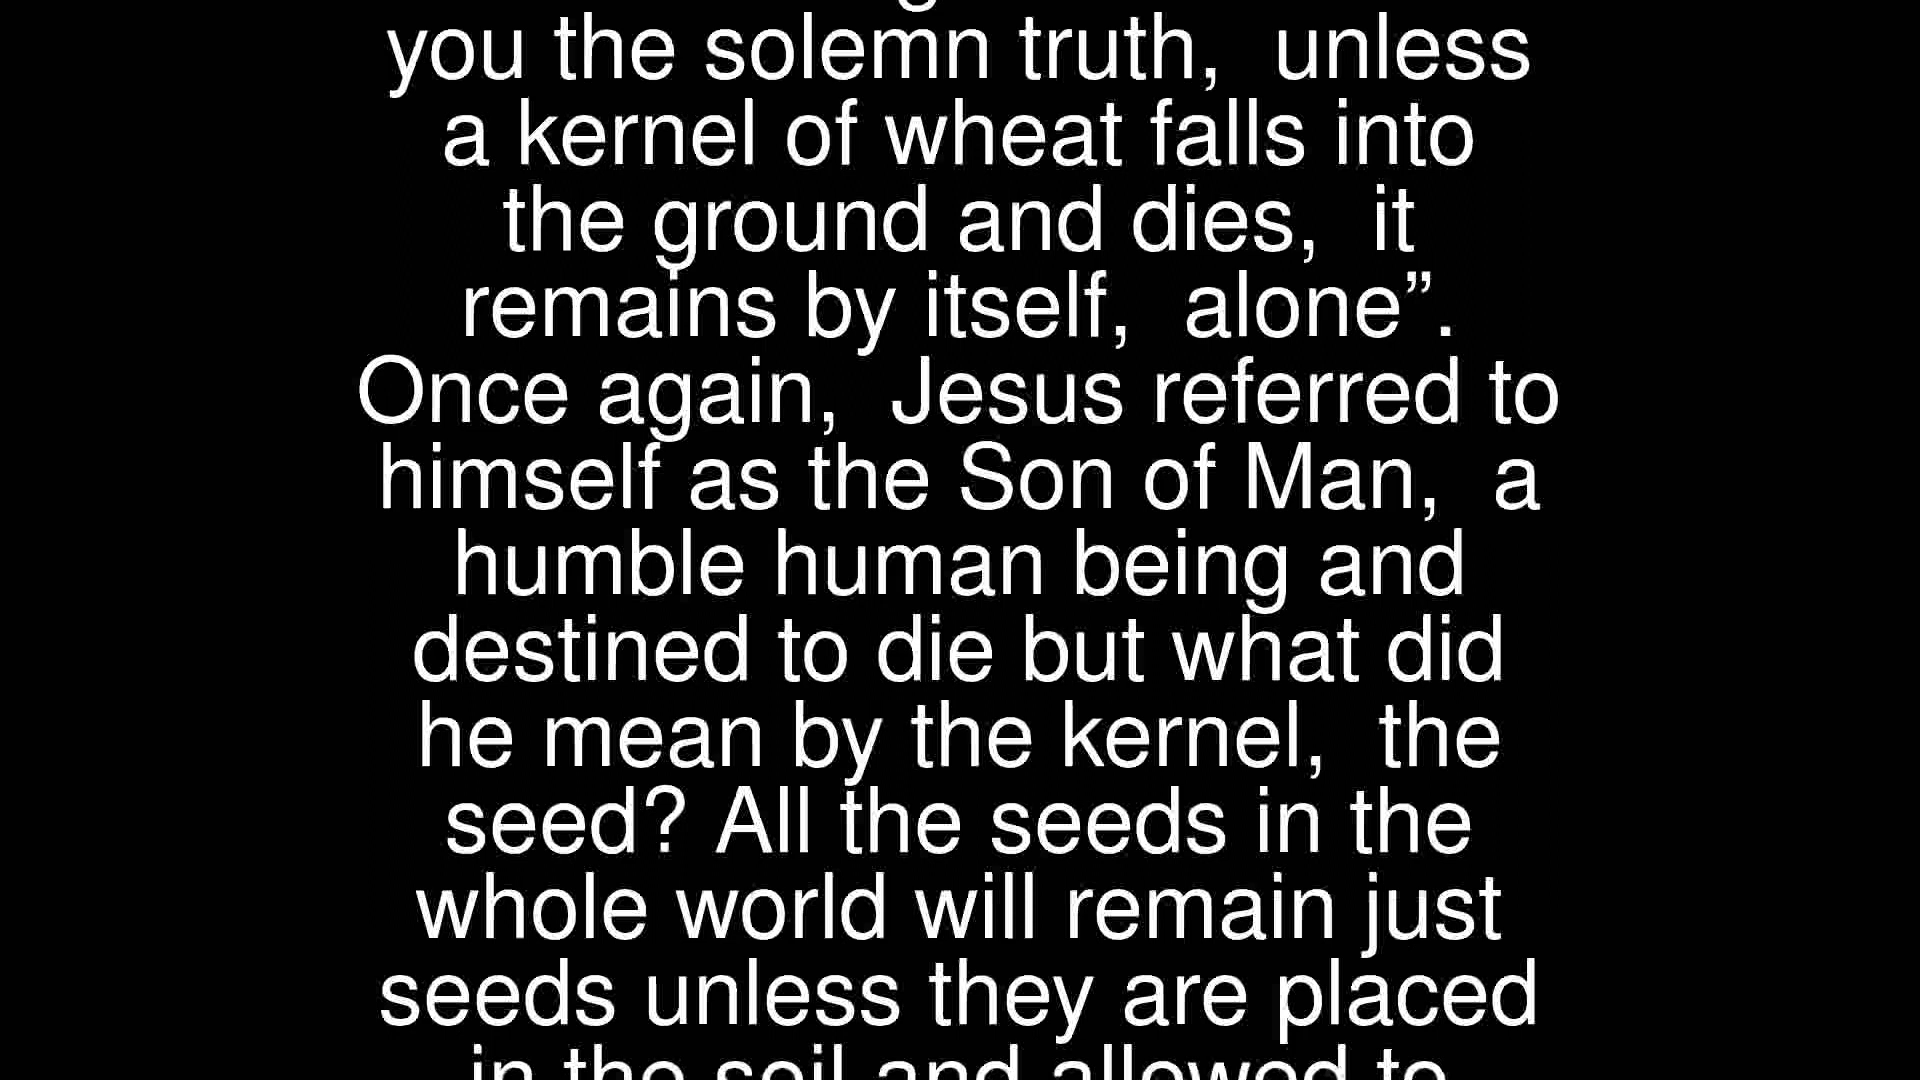 you the solemn truth,  unless
a kernel of wheat falls into
the ground and dies,  it
remains by itself,  alone”.
Once again,  Jesus referred to
himself as the Son of Man,  a
humble human being and
destined to die but what did
he mean by the kernel,  the
seed? All the seeds in the
whole world will remain just
seeds unless they are placed
in the soil and allowed to